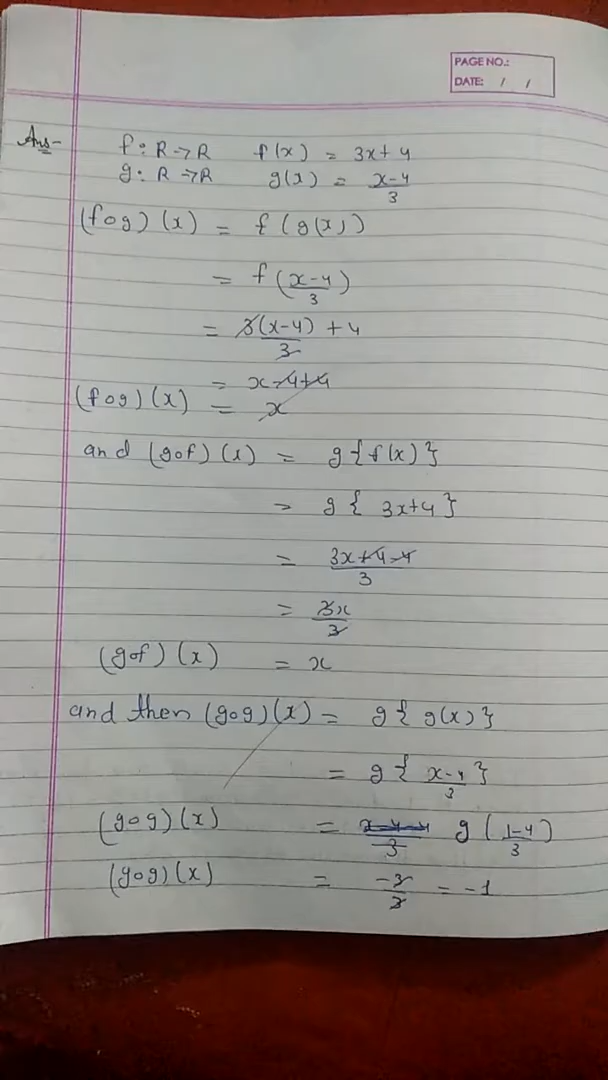 PAGE NO.:
DATE: / /
Ans-
f: R → R f(x) = 3x+4
g: R → R g(x) = x-4/3
(fog)(x) = f(g(x))
= f(x-4/3)
= 3(x-4)/3 + 4
= x-4+4
(fog)(x) = x
and (gof)(x) = g{f(x)}
= g{ 3x+4 }
= 3x+4-4/3
= 3x/3
(gof)(x) = x
and then (gog)(x) = g{ g(x) }
= g{ x-4/3 }
(gog)(x) = x-4-4/3 g(1-4/3)
(gog)(x) = -3/3 = -1